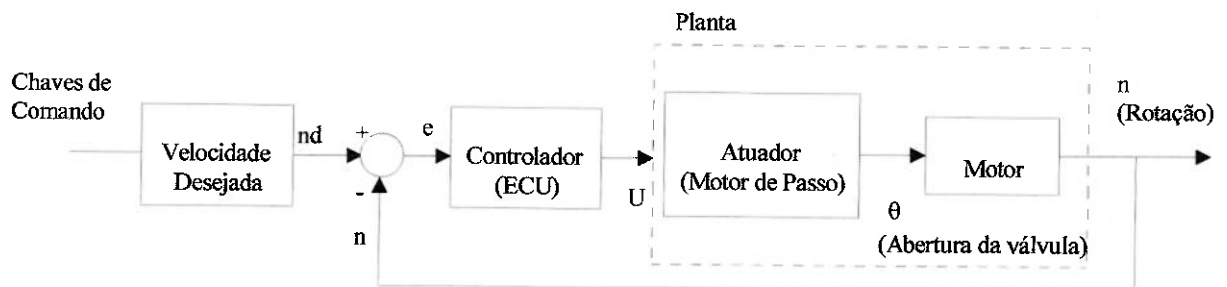 Planta
Chaves de
Comando
n
(Rotação)
Velocidade
Desejada
nd
+
-
e
Controlador
(ECU)
U
Atuador
(Motor de Passo)
θ
(Abertura da válvula)
Motor
n